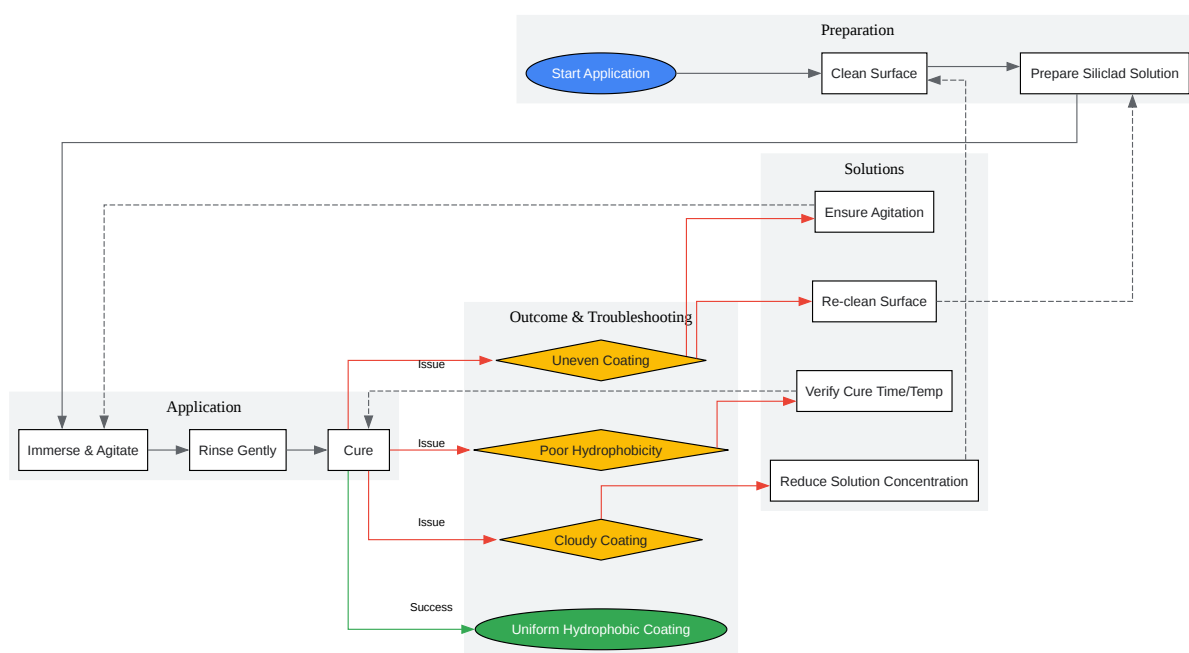 Preparation
Start Application
Clean Surface
Prepare Siliclad Solution
Solutions
Ensure Agitation
Re-clean Surface
Outcome & Troubleshooting
Uneven Coating
Issue
Verify Cure Time/Temp
Application
Immerse & Agitate
Rinse Gently
Cure
Issue
Poor Hydrophobicity
Reduce Solution Concentration
Issue
Cloudy Coating
Success
Uniform Hydrophobic Coating